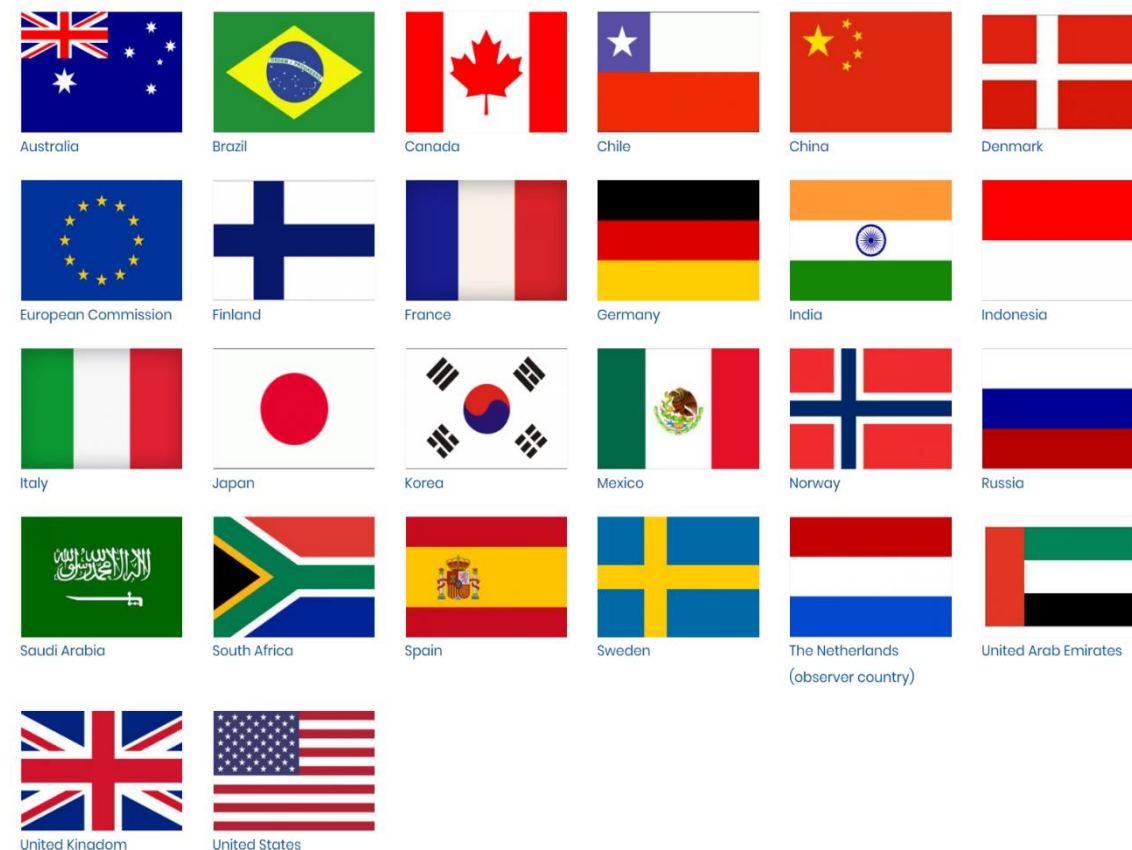 Australia
Brazil
Canada
Chile
China
Denmark
European Commission
Finland
France
Germany
India
Indonesia
Italy
Japan
Korea
Mexico
Norway
Russia
Saudi Arabia
South Africa
Spain
Sweden
The Netherlands
(observer country)
United Arab Emirates
United Kingdom
United States